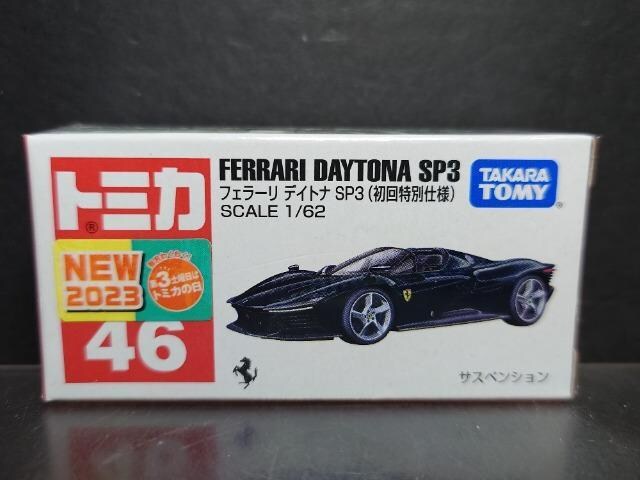 FERRARI DAYTONA SP3
フェラーリ デイトナ SP3(初回特別仕様)
SCALE 1/62
TAKARA
TOMY
®
トミカ
®
NEW
2023
第3土曜日は
トミカの日
46
サスペンション